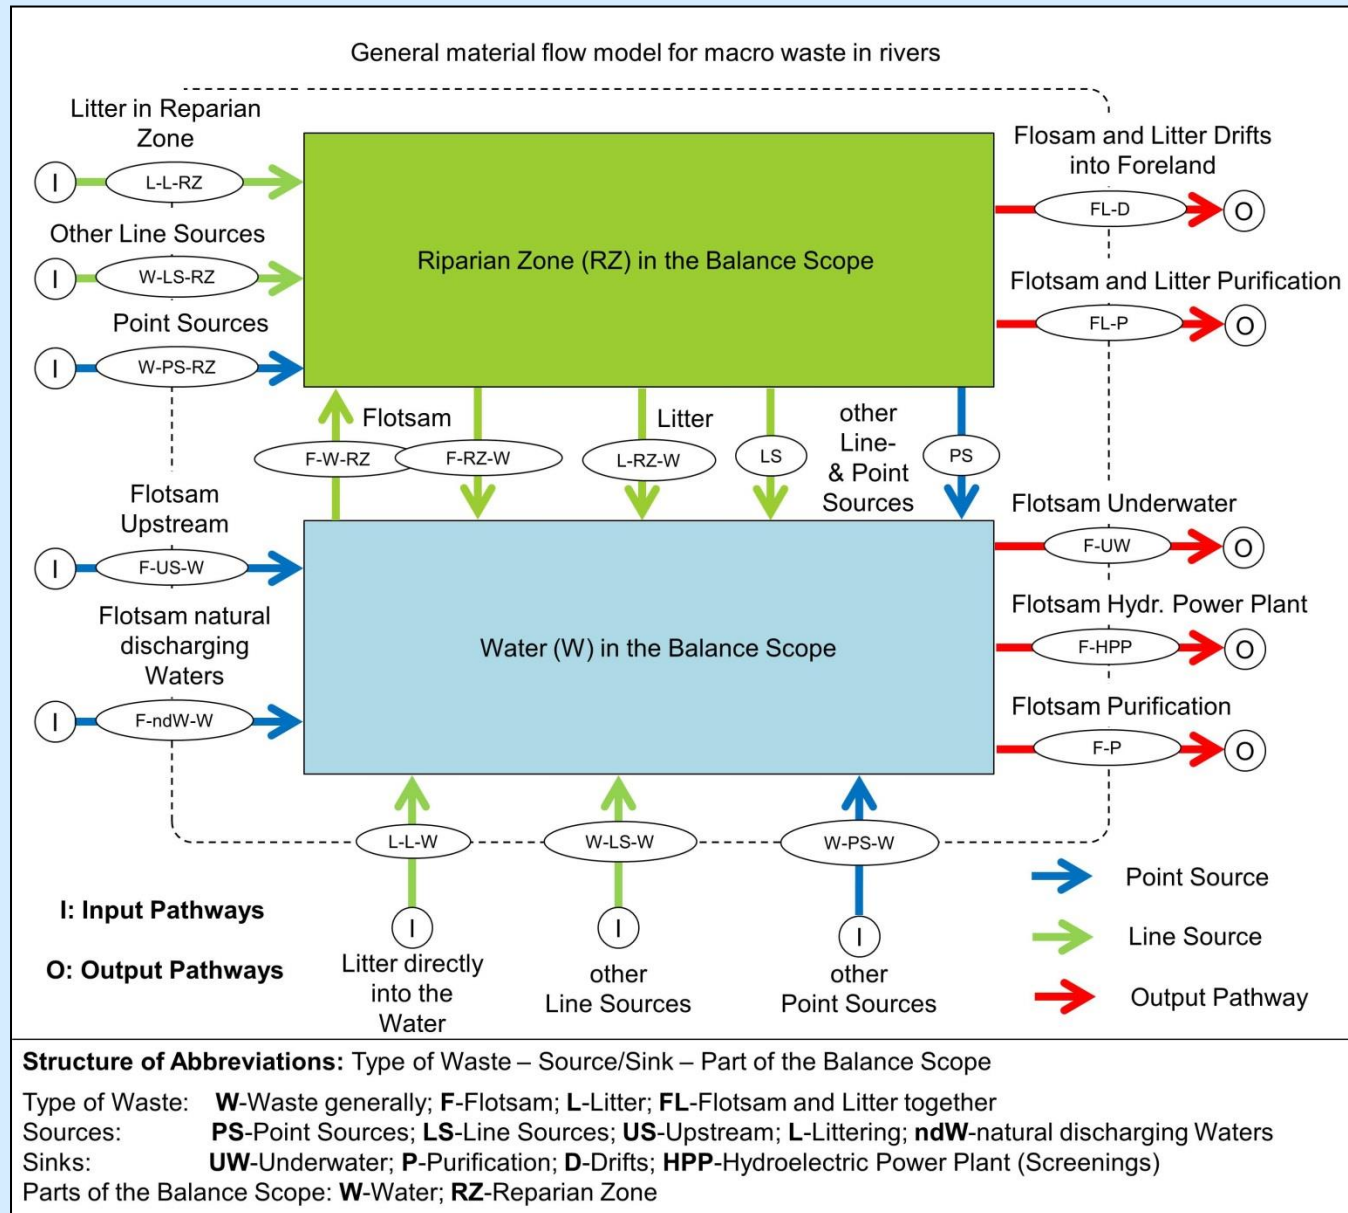 General material flow model for macro waste in rivers
Litter in Reparian
Zone
I
L-L-RZ
Other Line Sources
I
W-LS-RZ
Point Sources
I
W-PS-RZ
Riparian Zone (RZ) in the Balance Scope
Flosam and Litter Drifts
into Foreland
FL-D
O
Flotsam and Litter Purification
FL-P
O
Flotsam
F-W-RZ
F-RZ-W
Litter
L-RZ-W
LS
other
Line-
& Point
Sources
PS
Flotsam
Upstream
I
F-US-W
Flotsam natural
discharging
Waters
I
F-ndW-W
Water (W) in the Balance Scope
Flotsam Underwater
F-UW
O
Flotsam Hydr. Power Plant
F-HPP
O
Flotsam Purification
F-P
O
L-L-W
I
Litter directly
into the
Water
W-LS-W
I
other
Line Sources
W-PS-W
I
other
Point Sources
I: Input Pathways
O: Output Pathways
Point Source
Line Source
Output Pathway
Structure of Abbreviations: Type of Waste – Source/Sink – Part of the Balance Scope
Type of Waste: W-Waste generally; F-Flotsam; L-Litter; FL-Flotsam and Litter together
Sources: PS-Point Sources; LS-Line Sources; US-Upstream; L-Littering; ndW-natural discharging Waters
Sinks: UW-Underwater; P-Purification; D-Drifts; HPP-Hydroelectric Power Plant (Screenings)
Parts of the Balance Scope: W-Water; RZ-Reparian Zone